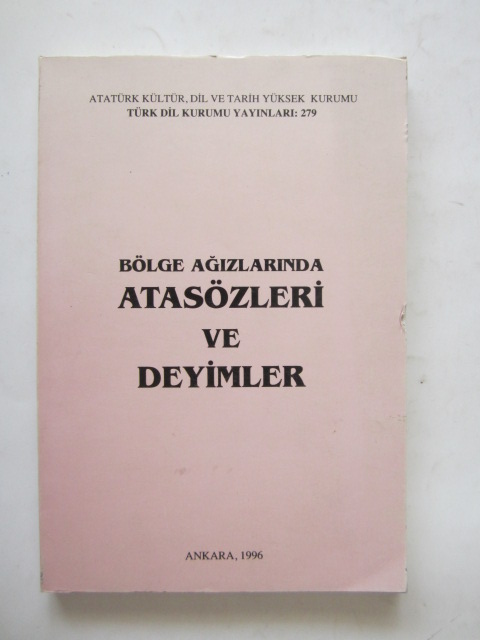 ATATÜRK KÜLTÜR, DİL VE TARİH YÜKSEK KURUMU
TÜRK DİL KURUMU YAYINLARI: 279
BÖLGE AĞIZLARINDA
ATASÖZLERİ
VE
DEYİMLER
ANKARA, 1996